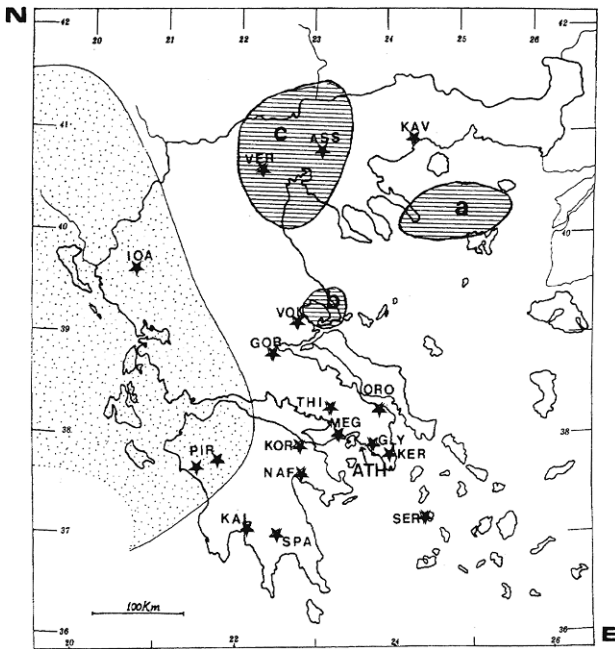 N
20 21 22 23 24 25 26
42 42
41 41
40 40
39 39
38 38
37 37
36 36
c
ASS
VER
KAV
a
IOA
b
VOL
GOR
THI
ORO
MEG
PIR
KOR
GLY
KER
NAF
ATH
KAL
SPA
SER
100Km
20 22 24 26
E